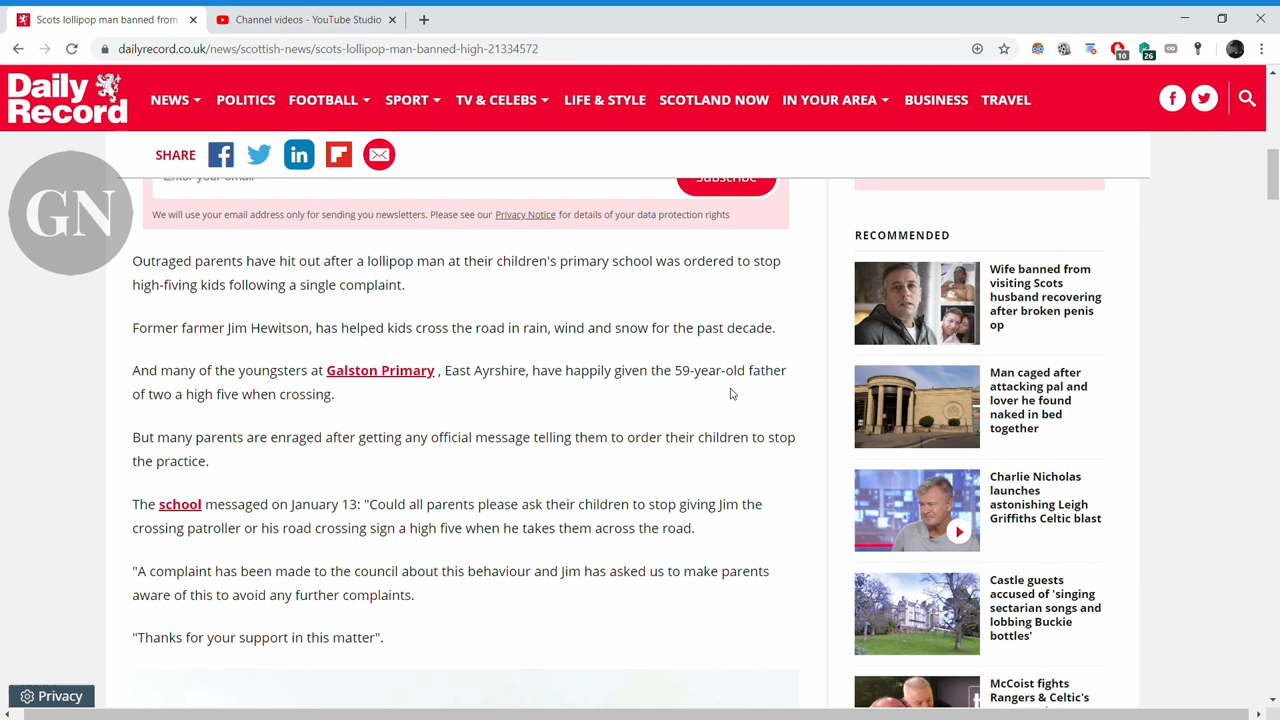 Scots lollipop man banned from
Channel videos - YouTube Studio
dailyrecord.co.uk/news/scottish-news/scots-lollipop-man-banned-high-21334572
10
26
Daily
Record
NEWS
POLITICS
FOOTBALL
SPORT
TV & CELEBS
LIFE & STYLE
SCOTLAND NOW
IN YOUR AREA
BUSINESS
TRAVEL
SHARE
GN
Enter your email
Subscribe
We will use your email address only for sending you newsletters. Please see our Privacy Notice for details of your data protection rights
Outraged parents have hit out after a lollipop man at their children's primary school was ordered to stop
high-fiving kids following a single complaint.
Former farmer Jim Hewitson, has helped kids cross the road in rain, wind and snow for the past decade.
And many of the youngsters at Galston Primary , East Ayrshire, have happily given the 59-year-old father
of two a high five when crossing.
But many parents are enraged after getting any official message telling them to order their children to stop
the practice.
The school messaged on January 13: "Could all parents please ask their children to stop giving Jim the
crossing patroller or his road crossing sign a high five when he takes them across the road.
"A complaint has been made to the council about this behaviour and Jim has asked us to make parents
aware of this to avoid any further complaints.
"Thanks for your support in this matter".
RECOMMENDED
Wife banned from
visiting Scots
husband recovering
after broken penis
op
Man caged after
attacking pal and
lover he found
naked in bed
together
Charlie Nicholas
launches
astonishing Leigh
Griffiths Celtic blast
Castle guests
accused of 'singing
sectarian songs and
lobbing Buckie
bottles'
McCoist fights
Rangers & Celtic's
Privacy